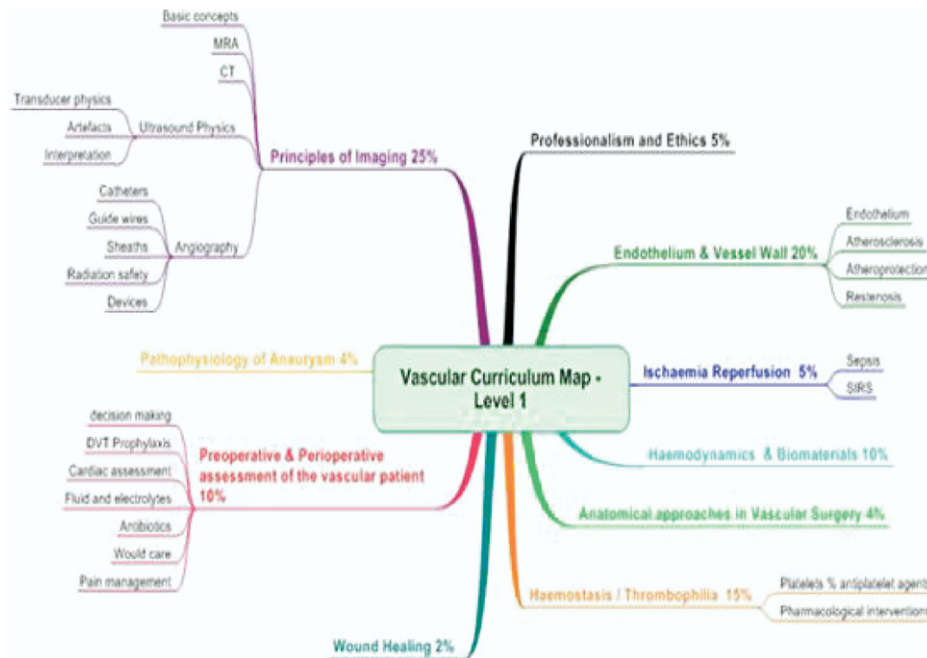 Basic concepts
MRA
CT
Transducer physics
Artefacts
Interpretation
Ultrasound Physics
Principles of Imaging 25%
Catheters
Guide wires
Sheaths
Radiation safety
Devices
Angiography
Pathophysiology of Aneurysm 4%
decision making
DVT Prophylaxis
Cardiac assessment
Fluid and electrolytes
Antibiotics
Would care
Pain management
Preoperative & Perioperative
assessment of the vascular patient
10%
Wound Healing 2%
Vascular Curriculum Map -
Level 1
Professionalism and Ethics 5%
Endothelium & Vessel Wall 20%
Endothelium
Atherosclerosis
Atheroprotection
Restenosis
Ischaemia Reperfusion 5%
Sepsis
SIRS
Haemodynamics & Biomaterials 10%
Anatomical approaches in Vascular Surgery 4%
Haemostasis / Thrombophilia 15%
Platelets % antiplatelet agents
Pharmacological interventions